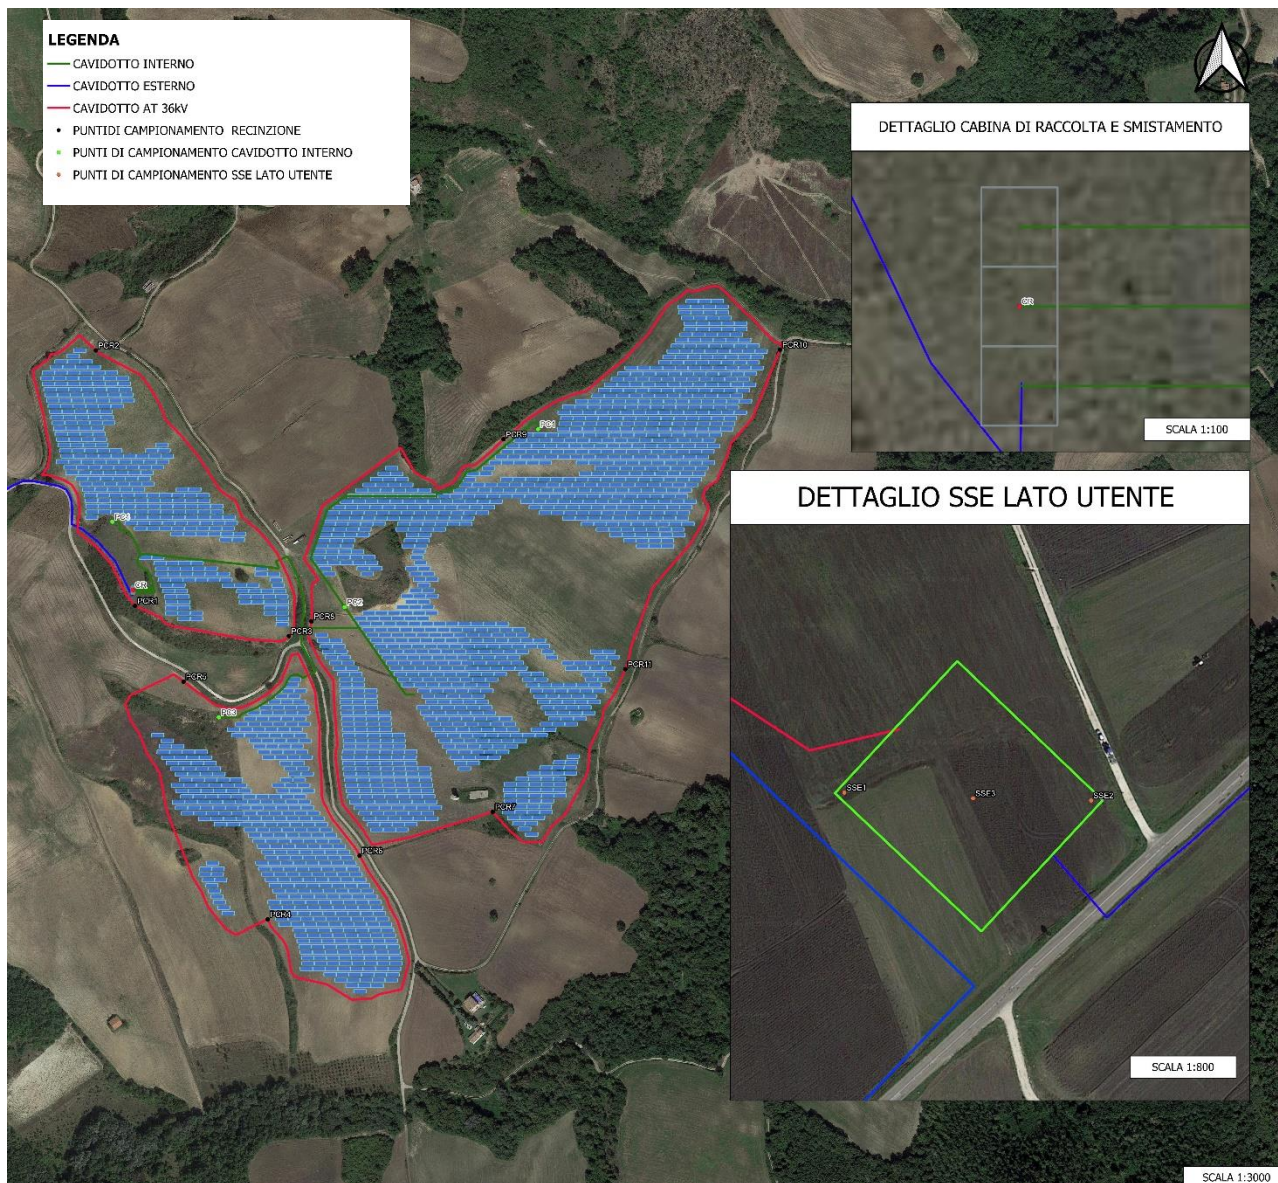 LEGENDA
CAVIDOTTO INTERNO
CAVIDOTTO ESTERNO
CAVIDOTTO AT 36kV
PUNTIDI CAMPIONAMENTO RECINZIONE
PUNTI DI CAMPIONAMENTO CAVIDOTTO INTERNO
PUNTI DI CAMPIONAMENTO SSE LATO UTENTE
DETTAGLIO CABINA DI RACCOLTA E SMISTAMENTO
CR
SCALA 1:100
PCR2
PCR10
PCR9
PC1
DETTAGLIO SSE LATO UTENTE
PC4
CR
PCR1
PC2
PCR8
PCR3
PCR11
PCR5
PC3
SSE1
SSE3
SSE2
PCR7
PCR6
PCR4
SCALA 1:800
SCALA 1:3000